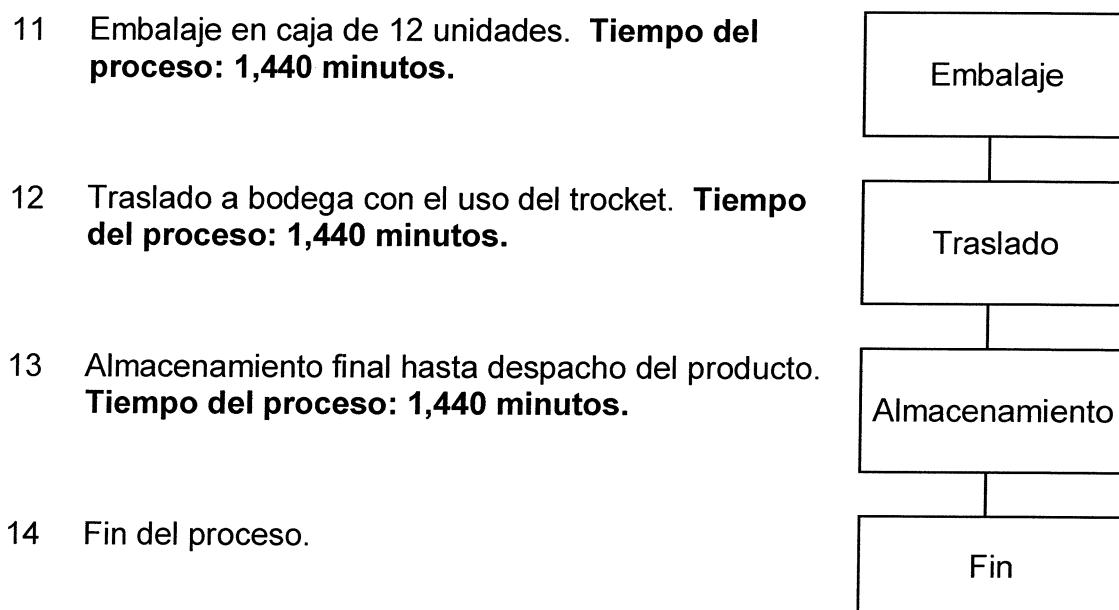 11 Embalaje en caja de 12 unidades. Tiempo del
proceso: 1,440 minutos.
Embalaje
12 Traslado a bodega con el uso del trocket. Tiempo
del proceso: 1,440 minutos.
Traslado
13 Almacenamiento final hasta despacho del producto.
Tiempo del proceso: 1,440 minutos.
Almacenamiento
14 Fin del proceso.
Fin